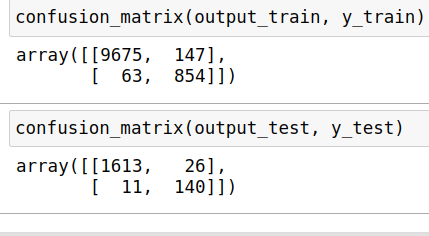 confusion_matrix(output_train, y_train)
array([[9675,  147],
       [  63,  854]])
confusion_matrix(output_test, y_test)
array([[1613,   26],
       [  11,  140]])